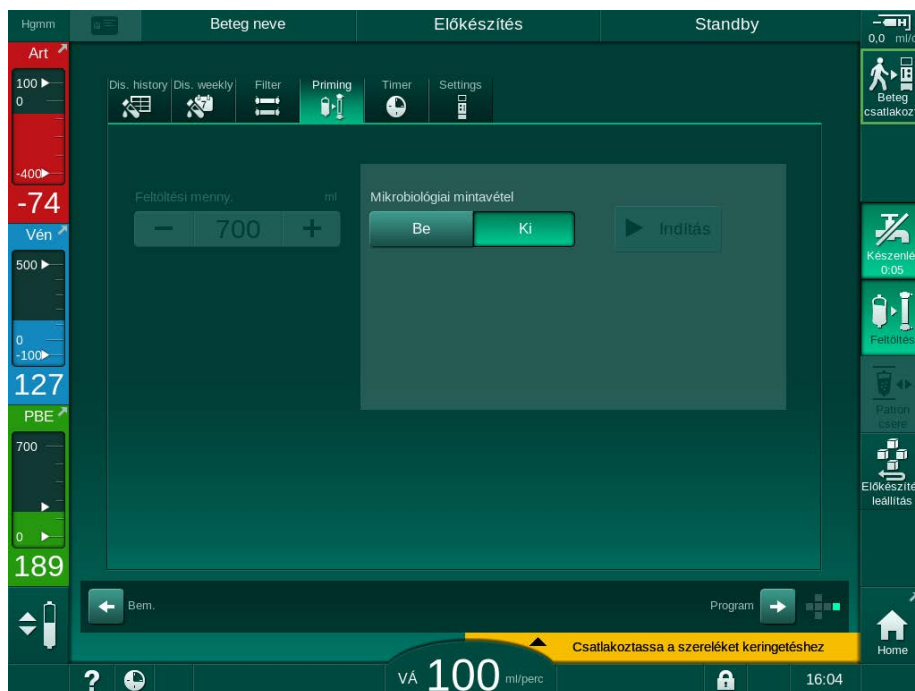 Hgmm
Beteg neve
Előkészítés
Standby
0,0 ml/
Art
100
0
-400
-74
Vén
500
0
-100
127
PBE
700
0
189
Dis. history
Dis. weekly
Filter
Priming
Timer
Settings
Feltöltési menny.
ml
700
Mikrobiológiai mintavétel
Be
Ki
Indítás
Beteg
csatlakoz
Készenlé
0:05
Feltöltés
Patron
csere
Előkészíté
leállítás
Home
Bem.
Program
Csatlakoztassa a szereléket keringetéshez
?
VÁ 100 ml/perc
16:04